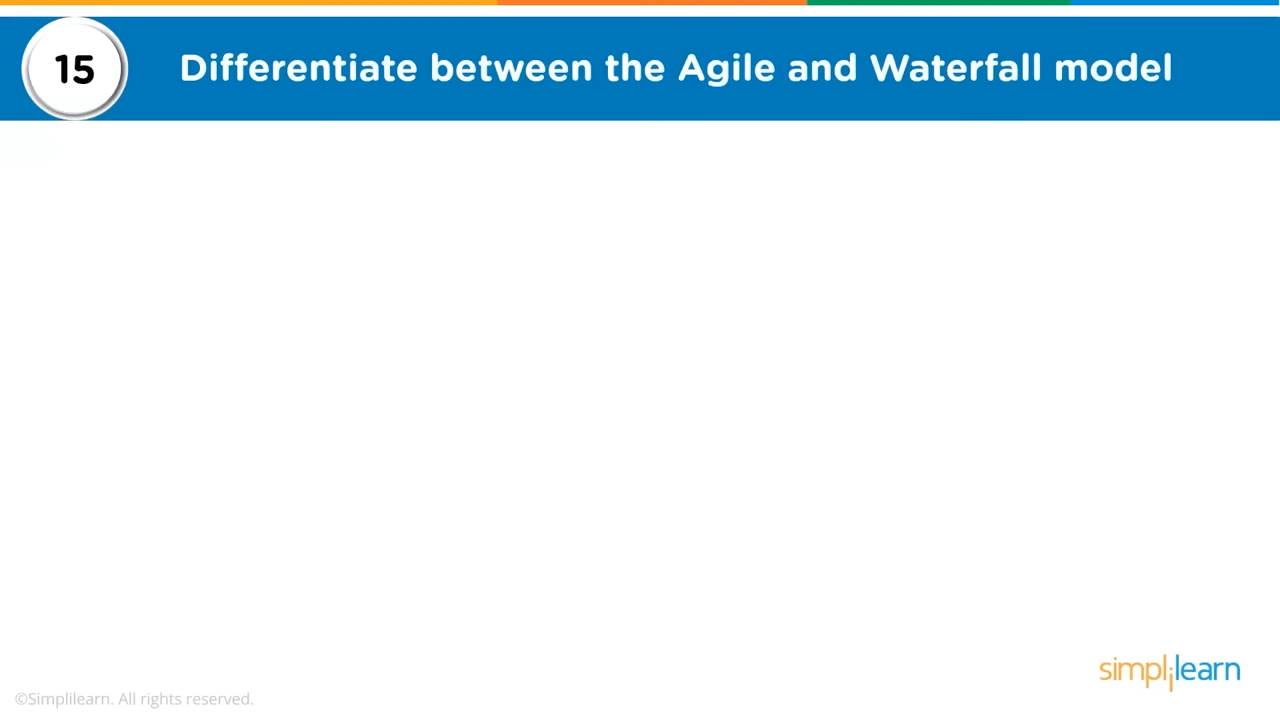 15
Differentiate between the Agile and Waterfall model
simplilearn
©Simplilearn. All rights reserved.